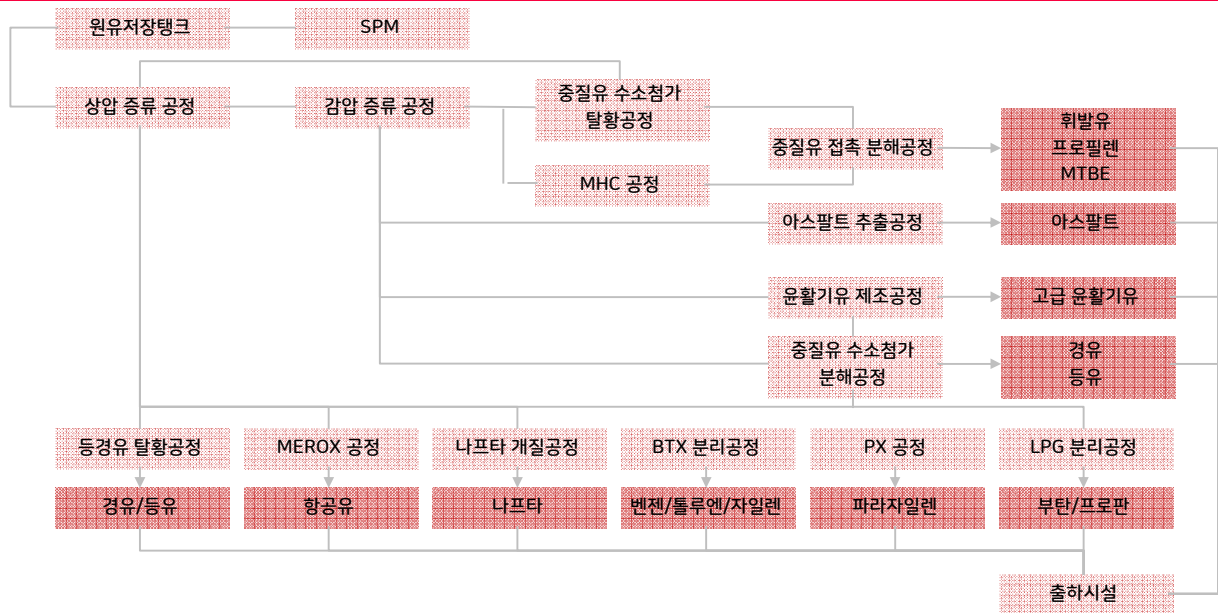 원유저장탱크
SPM
상압 증류 공정
감압 증류 공정
중질유 수소첨가
탈황공정
중질유 접촉 분해공정
휘발유
프로필렌
MTBE
MHC 공정
아스팔트 추출공정
아스팔트
윤활기유 제조공정
고급 윤활기유
중질유 수소첨가
분해공정
경유
등유
등경유 탈황공정
MEROX 공정
나프타 개질공정
BTX 분리공정
PX 공정
LPG 분리공정
경유/등유
항공유
나프타
벤젠/톨루엔/자일렌
파라자일렌
부탄/프로판
출하시설